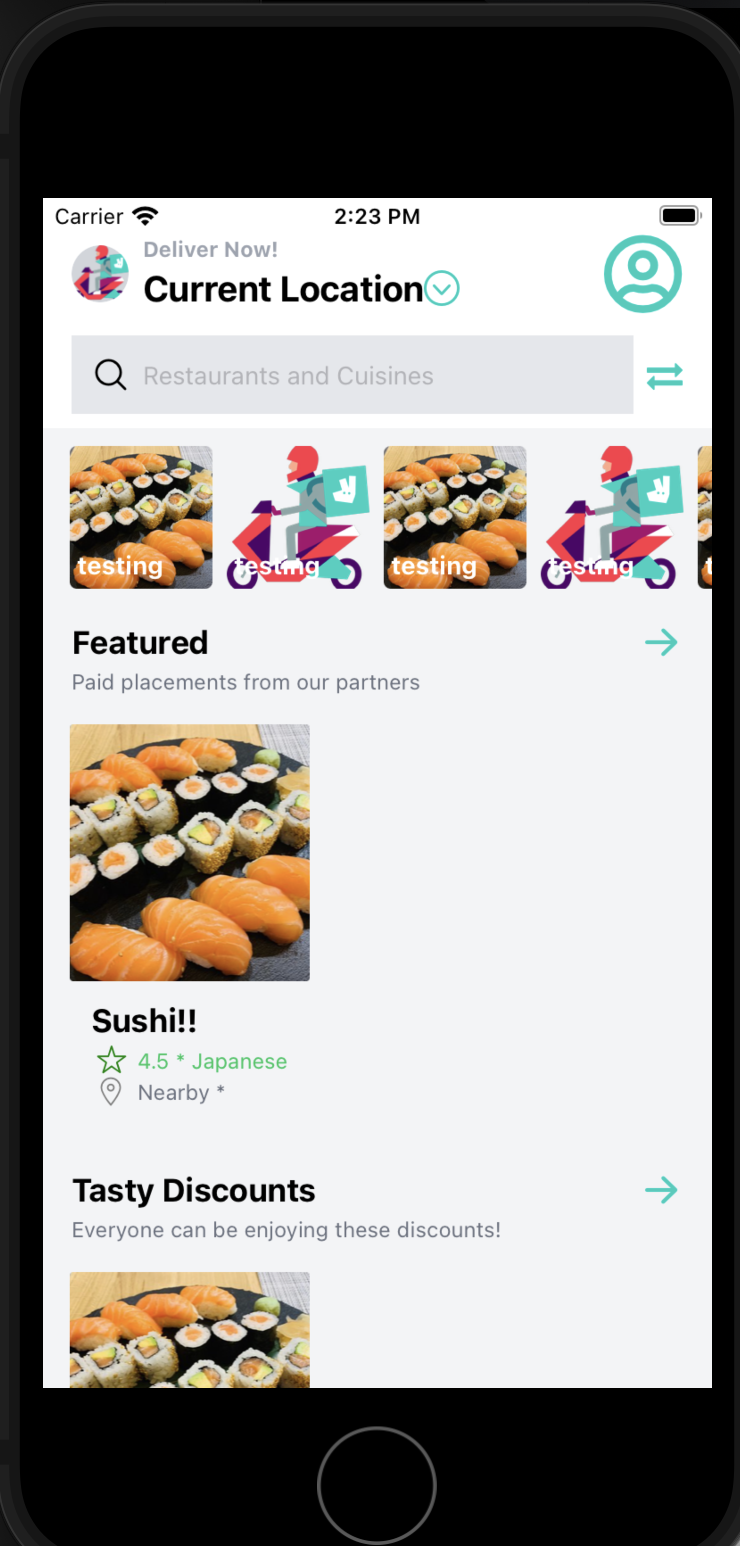 Carrier 2:23 PM
Deliver Now!
Current Location
Restaurants and Cuisines
testing testing testing testing t
Featured
Paid placements from our partners
Sushi!!
4.5 * Japanese
Nearby *
Tasty Discounts
Everyone can be enjoying these discounts!